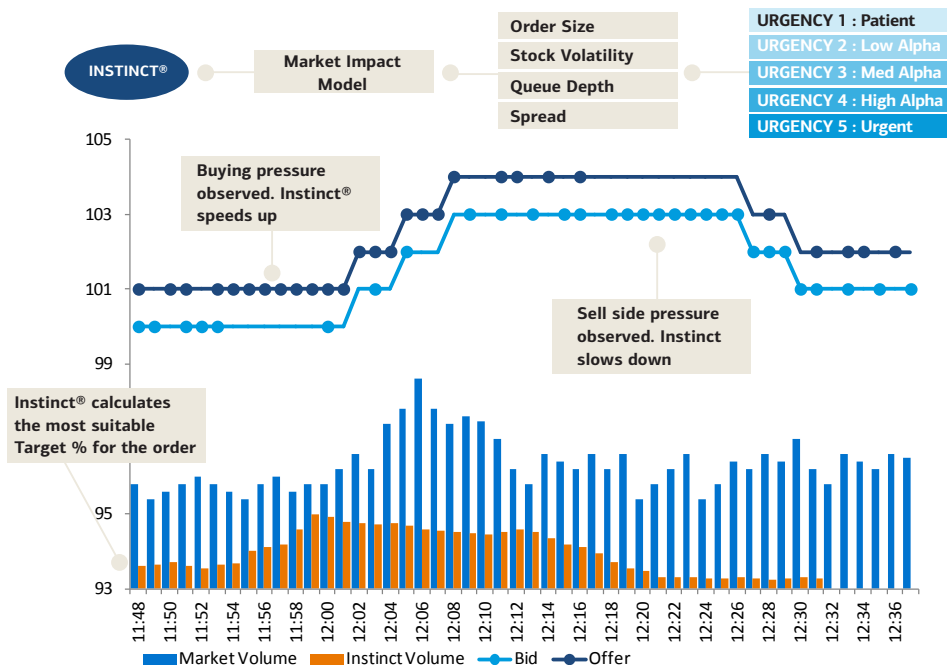 INSTINCT®
Market Impact
Model
Order Size
Stock Volatility
Queue Depth
Spread
URGENCY 1 : Patient
URGENCY 2 : Low Alpha
URGENCY 3 : Med Alpha
URGENCY 4 : High Alpha
URGENCY 5 : Urgent
105
103
101
99
95
93
Buying pressure
observed. Instinct®
speeds up
Sell side pressure
observed. Instinct
slows down
Instinct® calculates
the most suitable
Target % for the order
11:48
11:50
11:52
11:54
11:56
11:58
12:00
12:02
12:04
12:06
12:08
12:10
12:12
12:14
12:16
12:18
12:20
12:22
12:24
12:26
12:28
12:30
12:32
12:34
12:36
Market Volume
Instinct Volume
Bid
Offer